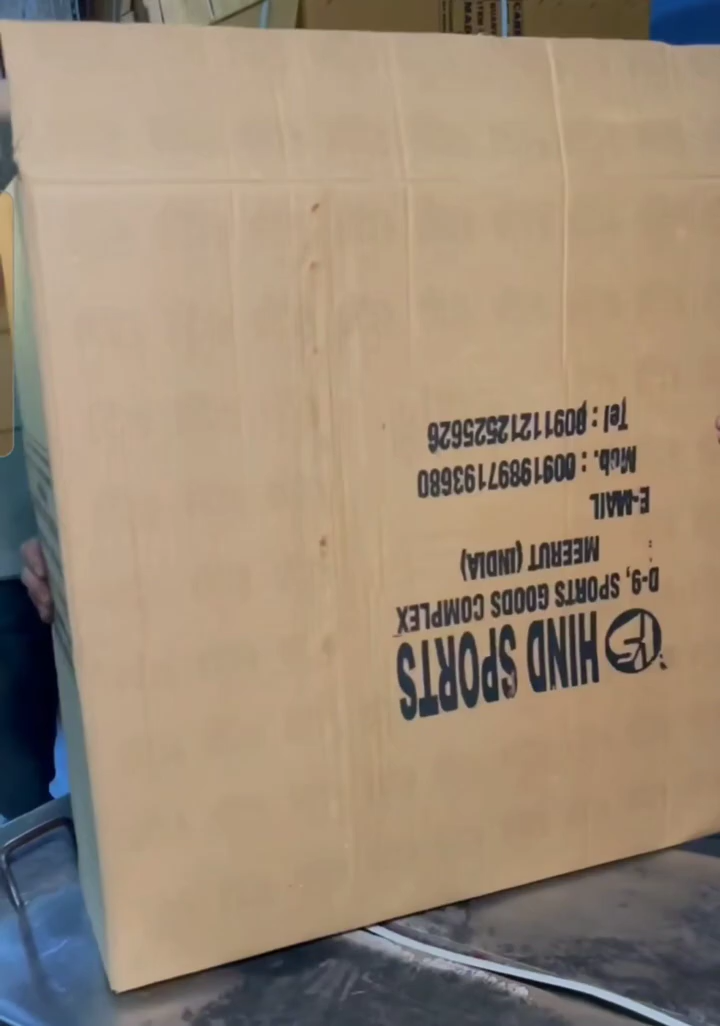 HIND SPORTS
D-9, SPORTS GOODS COMPLEX
: MEERUT (INDIA)
E-MAIL
Mob. : 00919897193680
Tel : 00911212525626